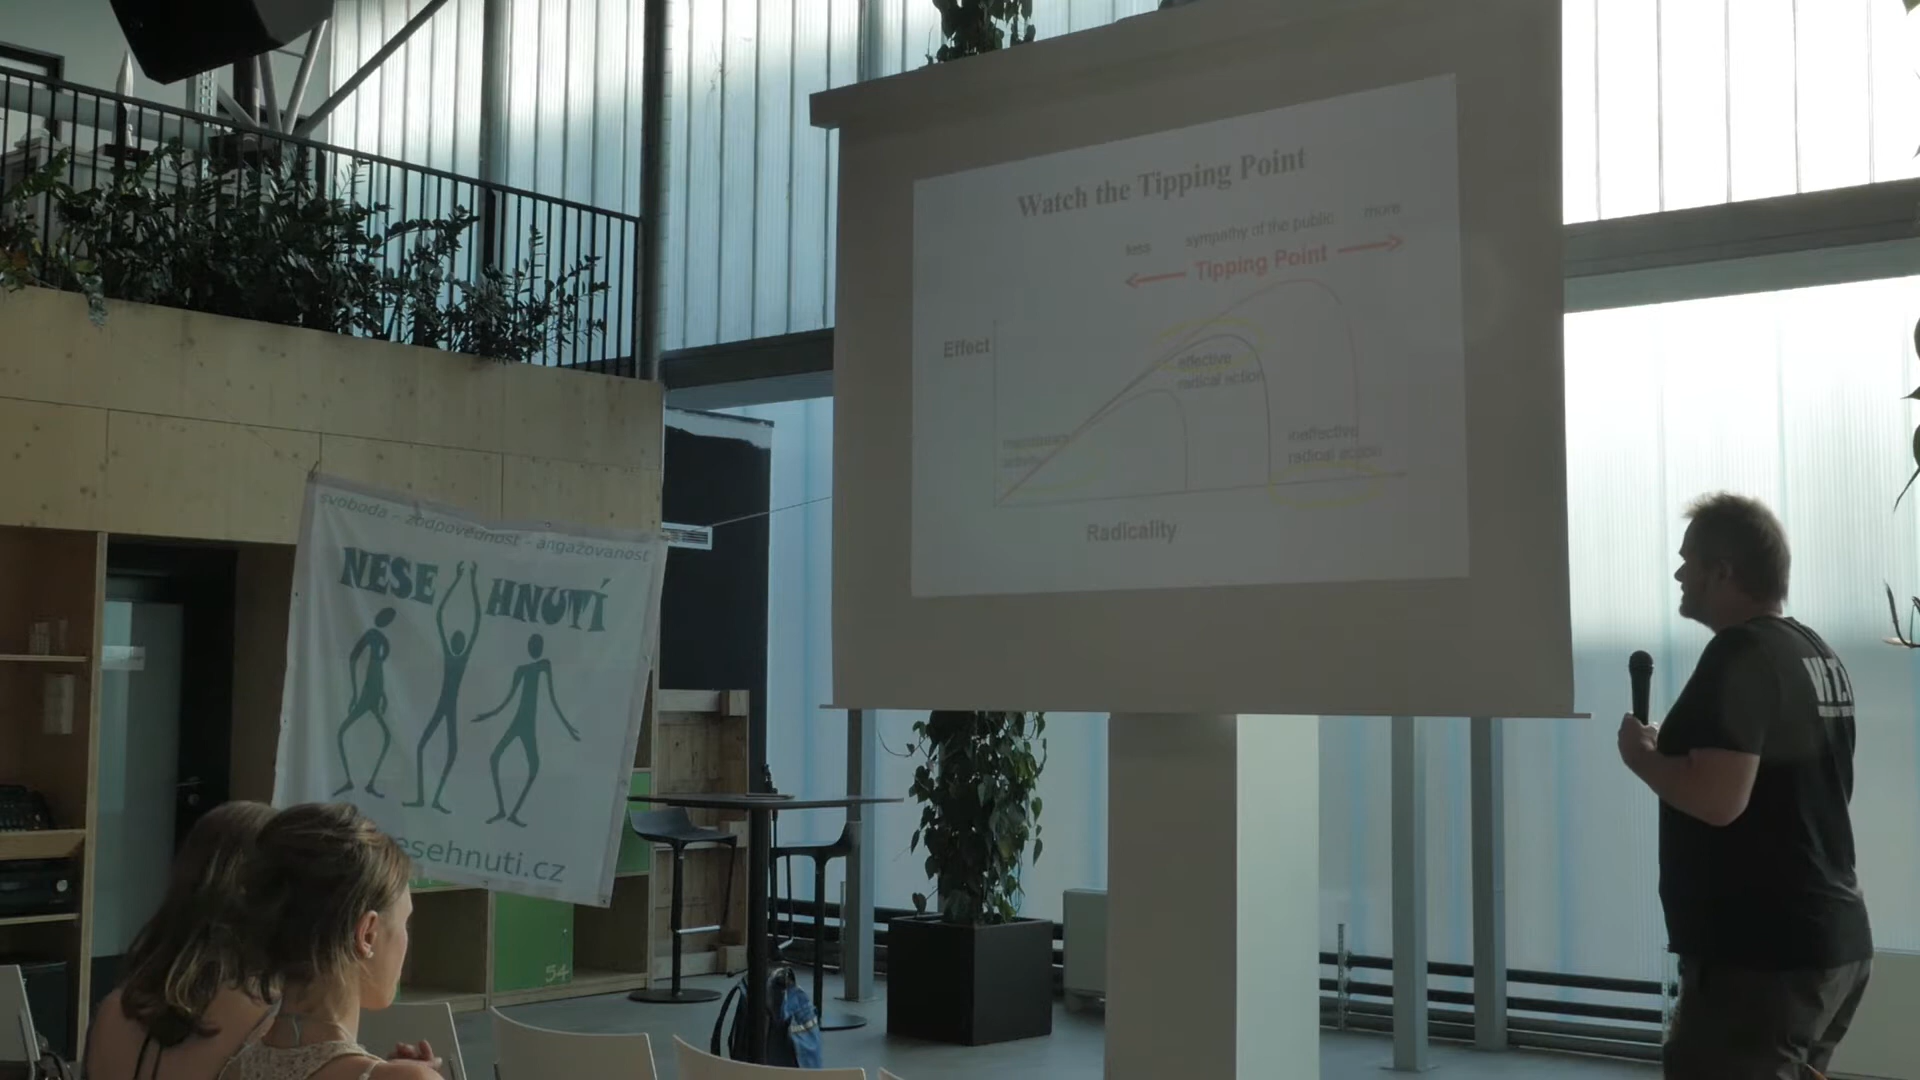 Watch the Tipping Point
less sympathy of the public more
Tipping Point
Effect
effective
radical action
ineffective
radical action
Radicality
svoboda - zodpovědnost - angažovanost
NESEHNUTÍ
esehnuti.cz
54